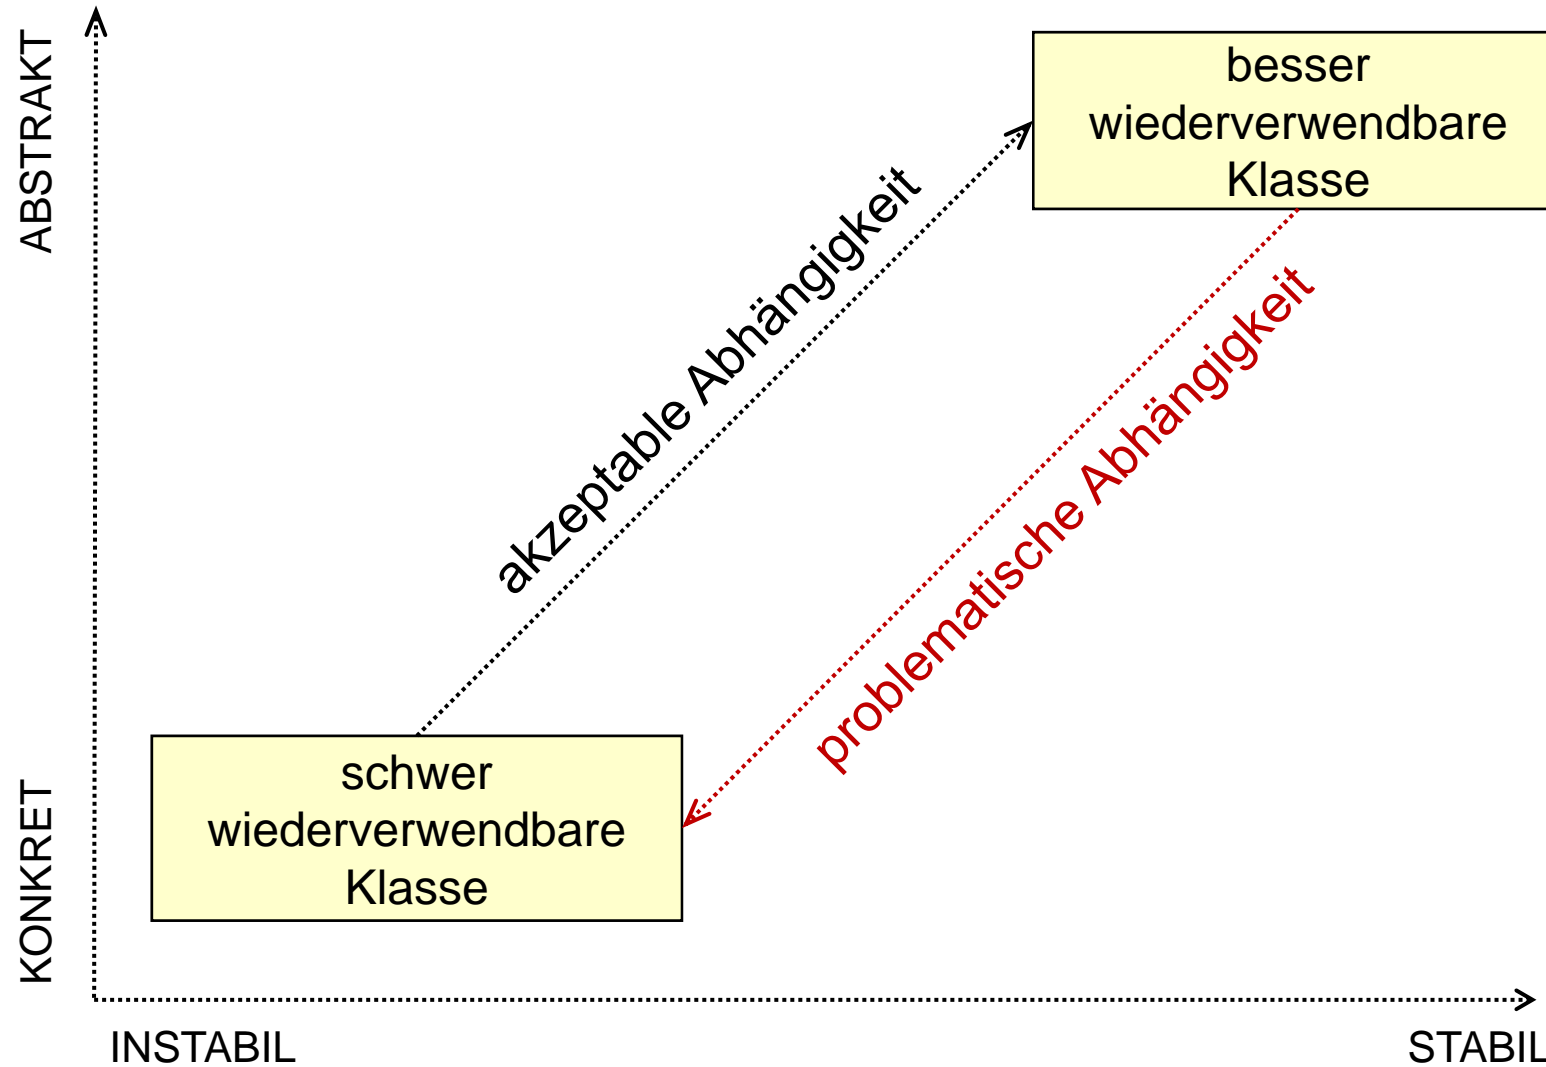 ABSTRAKT
besser
wiederverwendbare
Klasse
akzeptable Abhängigkeit
problematische Abhängigkeit
schwer
wiederverwendbare
Klasse
KONKRET
INSTABIL
STABIL